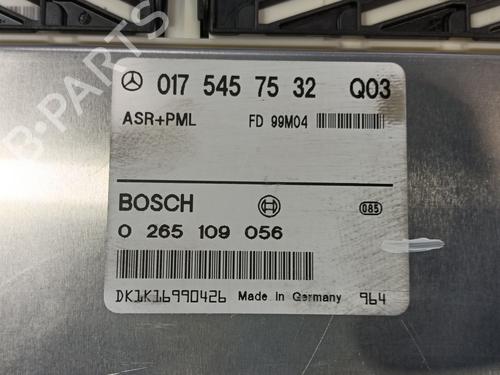 017 545 75 32 Q03
ASR+PML FD 99M04
BOSCH
085
0 265 109 056
DK1K16990426 Made in Germany 964
B-PARTS